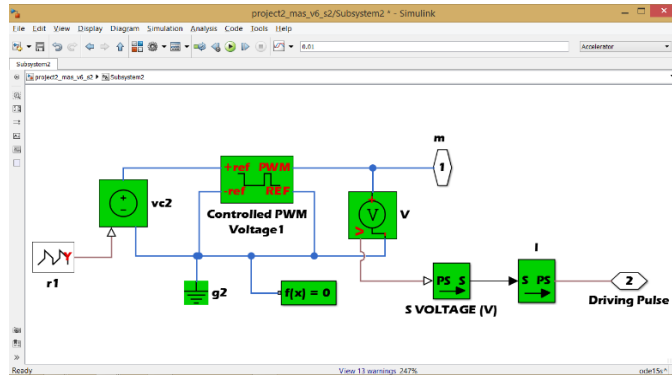 project2_mas_v6_s2/Subsystem2 * - Simulink
File Edit View Display Diagram Simulation Analysis Code Tools Help
0.01
Accelerator
Subsystem2
project2_mas_v6_s2 Subsystem2
m
1
+ref PWM
-ref REF
vc2
Controlled PWM
Voltage1
V
V
r1
g2
f(x) = 0
PS S
S VOLTAGE (V)
I
S PS
2
Driving Pulse
Ready
View 13 warnings 247%